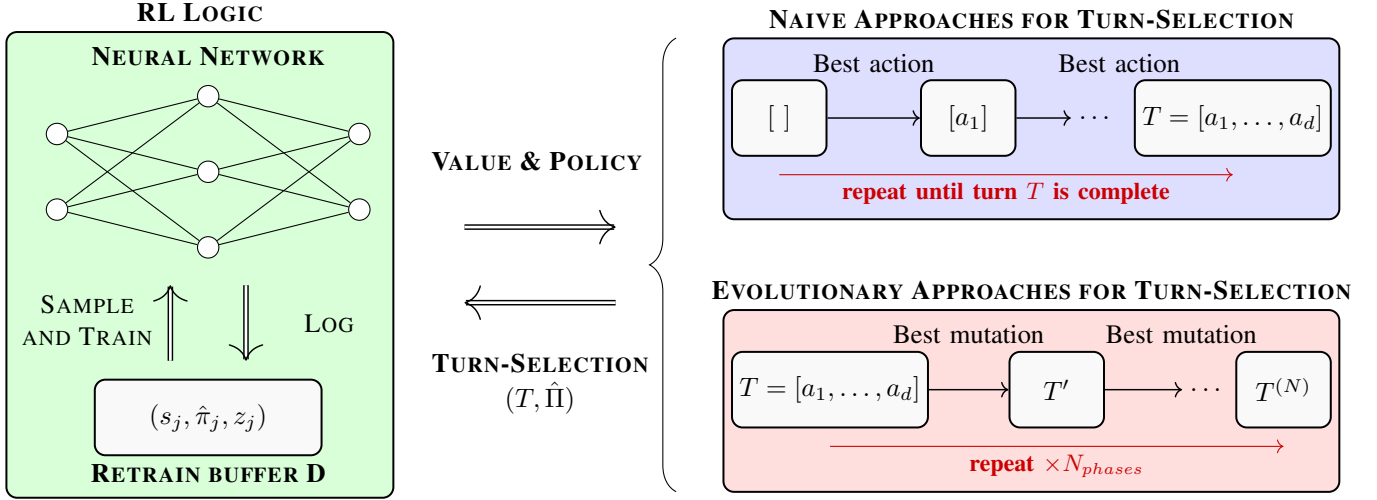 RL LOGIC
NEURAL NETWORK
SAMPLE
AND TRAIN
LOG
(s_j, π̂_j, z_j)
RETRAIN BUFFER D
VALUE & POLICY
TURN-SELECTION
(T, Π̂)
NAIVE APPROACHES FOR TURN-SELECTION
Best action Best action
[ ] [a_1] ··· T = [a_1, . . . , a_d]
repeat until turn T is complete
EVOLUTIONARY APPROACHES FOR TURN-SELECTION
Best mutation Best mutation
T = [a_1, . . . , a_d] T′ ··· T^(N)
repeat ×N_phases